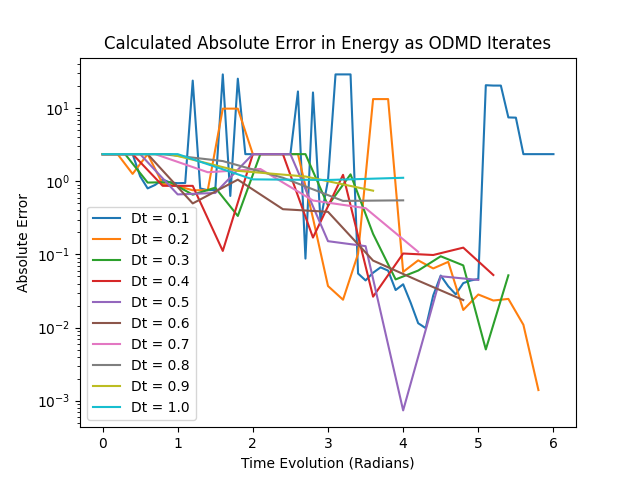 Calculated Absolute Error in Energy as ODMD Iterates
Absolute Error
10¹
10⁰
10⁻¹
10⁻²
10⁻³
Dt = 0.1
Dt = 0.2
Dt = 0.3
Dt = 0.4
Dt = 0.5
Dt = 0.6
Dt = 0.7
Dt = 0.8
Dt = 0.9
Dt = 1.0
0 1 2 3 4 5 6
Time Evolution (Radians)